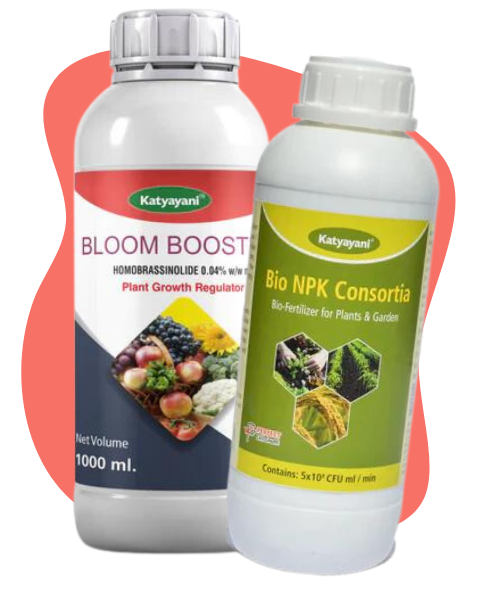 Katyayani
BLOOM BOOST
HOMOBRASSINOLIDE 0.04% w/w
Plant Growth Regulator
Net Volume
1000 ml.
Katyayani
Bio NPK Consortia
Bio-Fertilizer for Plants & Garden
PERFECT
Contains: 5x10⁸ CFU ml / min